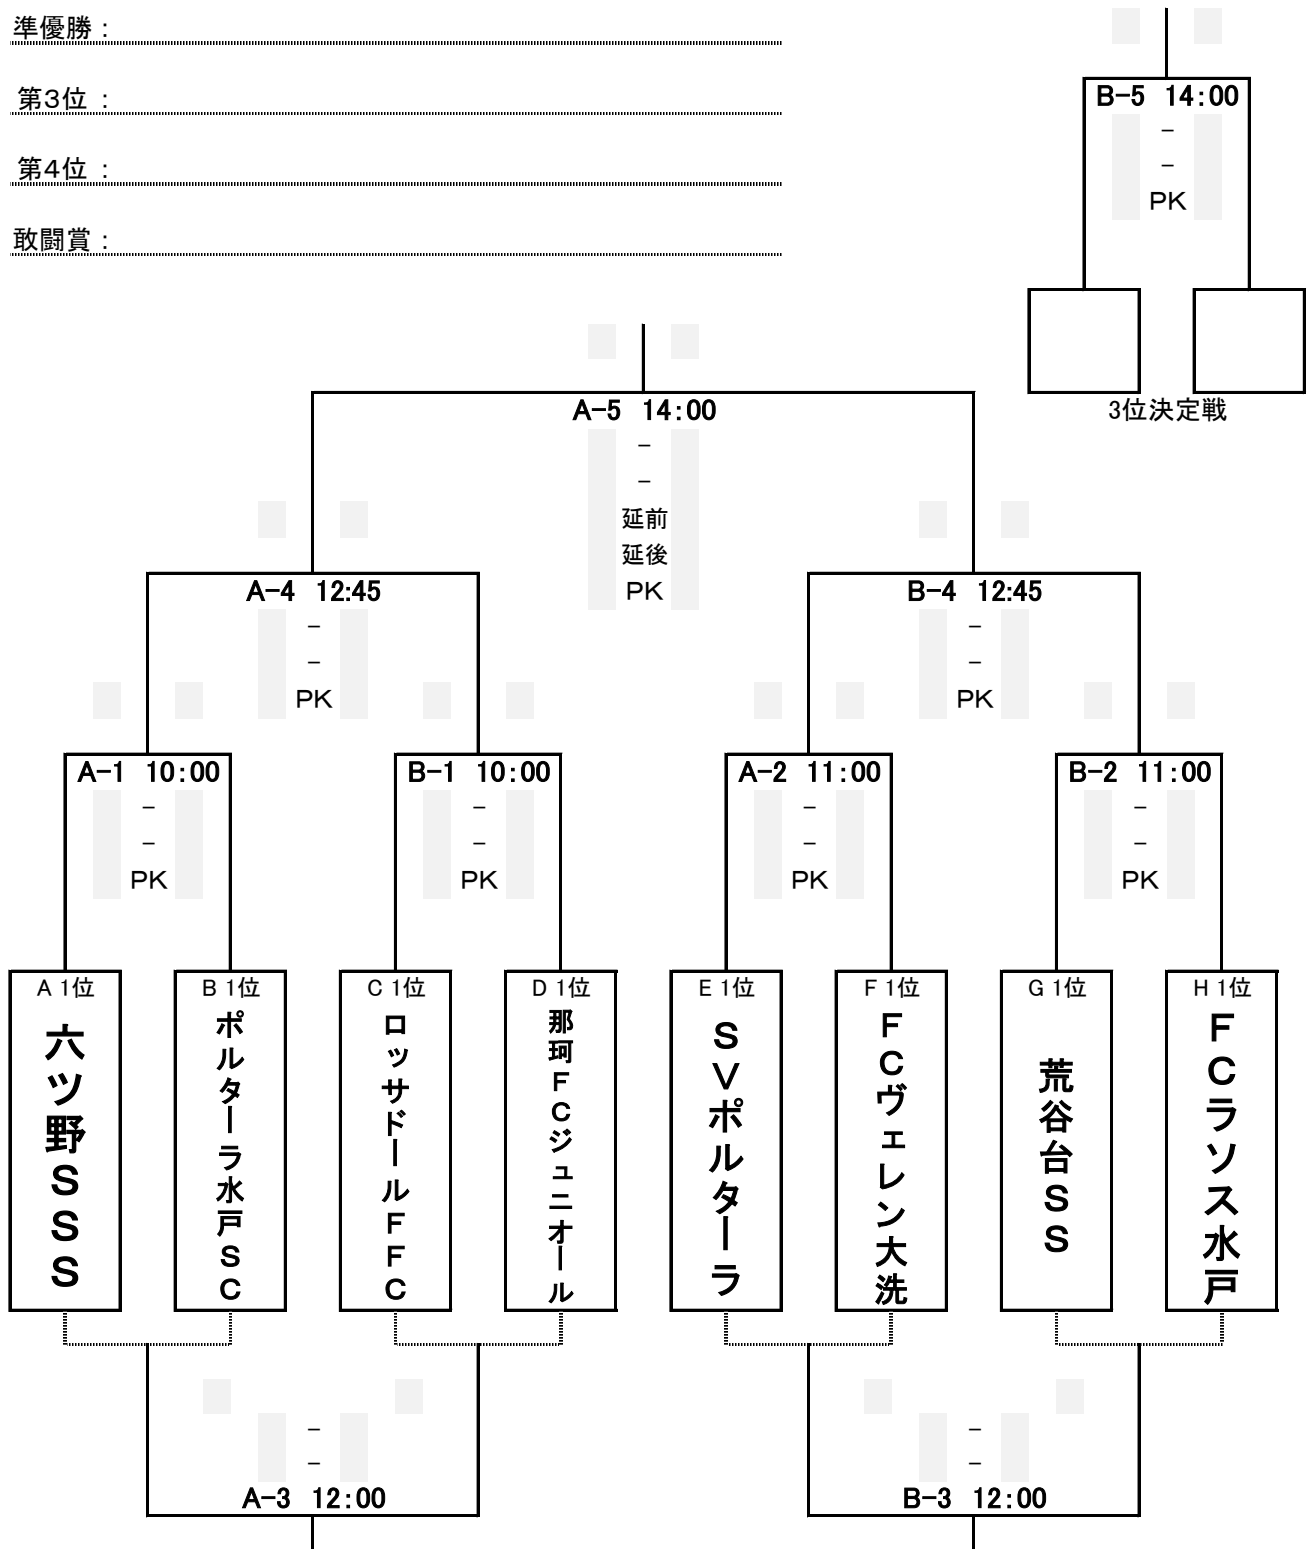 準優勝：
第3位：
第4位：
敢闘賞：
B-5 14:00
-
-
PK
3位決定戦
A-5 14:00
-
-
延前
延後
PK
A-4 12:45
-
-
PK
B-4 12:45
-
-
PK
A-1 10:00
-
-
PK
B-1 10:00
-
-
PK
A-2 11:00
-
-
PK
B-2 11:00
-
-
PK
A 1位
六ツ野SSS
B 1位
ポルターラ水戸SC
C 1位
ロッサドールFFC
D 1位
那珂FCジュニオール
E 1位
SVポルターラ
F 1位
FCヴェレン大洗
G 1位
荒谷台SS
H 1位
FCラソス水戸
-
-
A-3 12:00
-
-
B-3 12:00